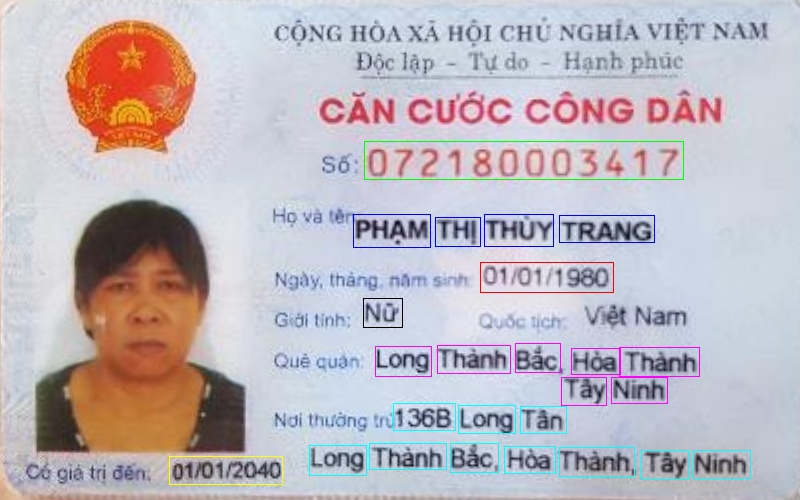 CỘNG HÒA XÃ HỘI CHỦ NGHĨA VIỆT NAM
Độc lập - Tự do - Hạnh phúc
CĂN CƯỚC CÔNG DÂN
Số: 072180003417
Họ và tên PHẠM THỊ THÙY TRANG
Ngày, tháng, năm sinh: 01/01/1980
Giới tính: Nữ Quốc tịch: Việt Nam
Quê quán: Long Thành Bắc, Hòa Thành
Tây Ninh
Nơi thường trú 136B Long Tân
Long Thành Bắc, Hòa Thành, Tây Ninh
Có giá trị đến: 01/01/2040